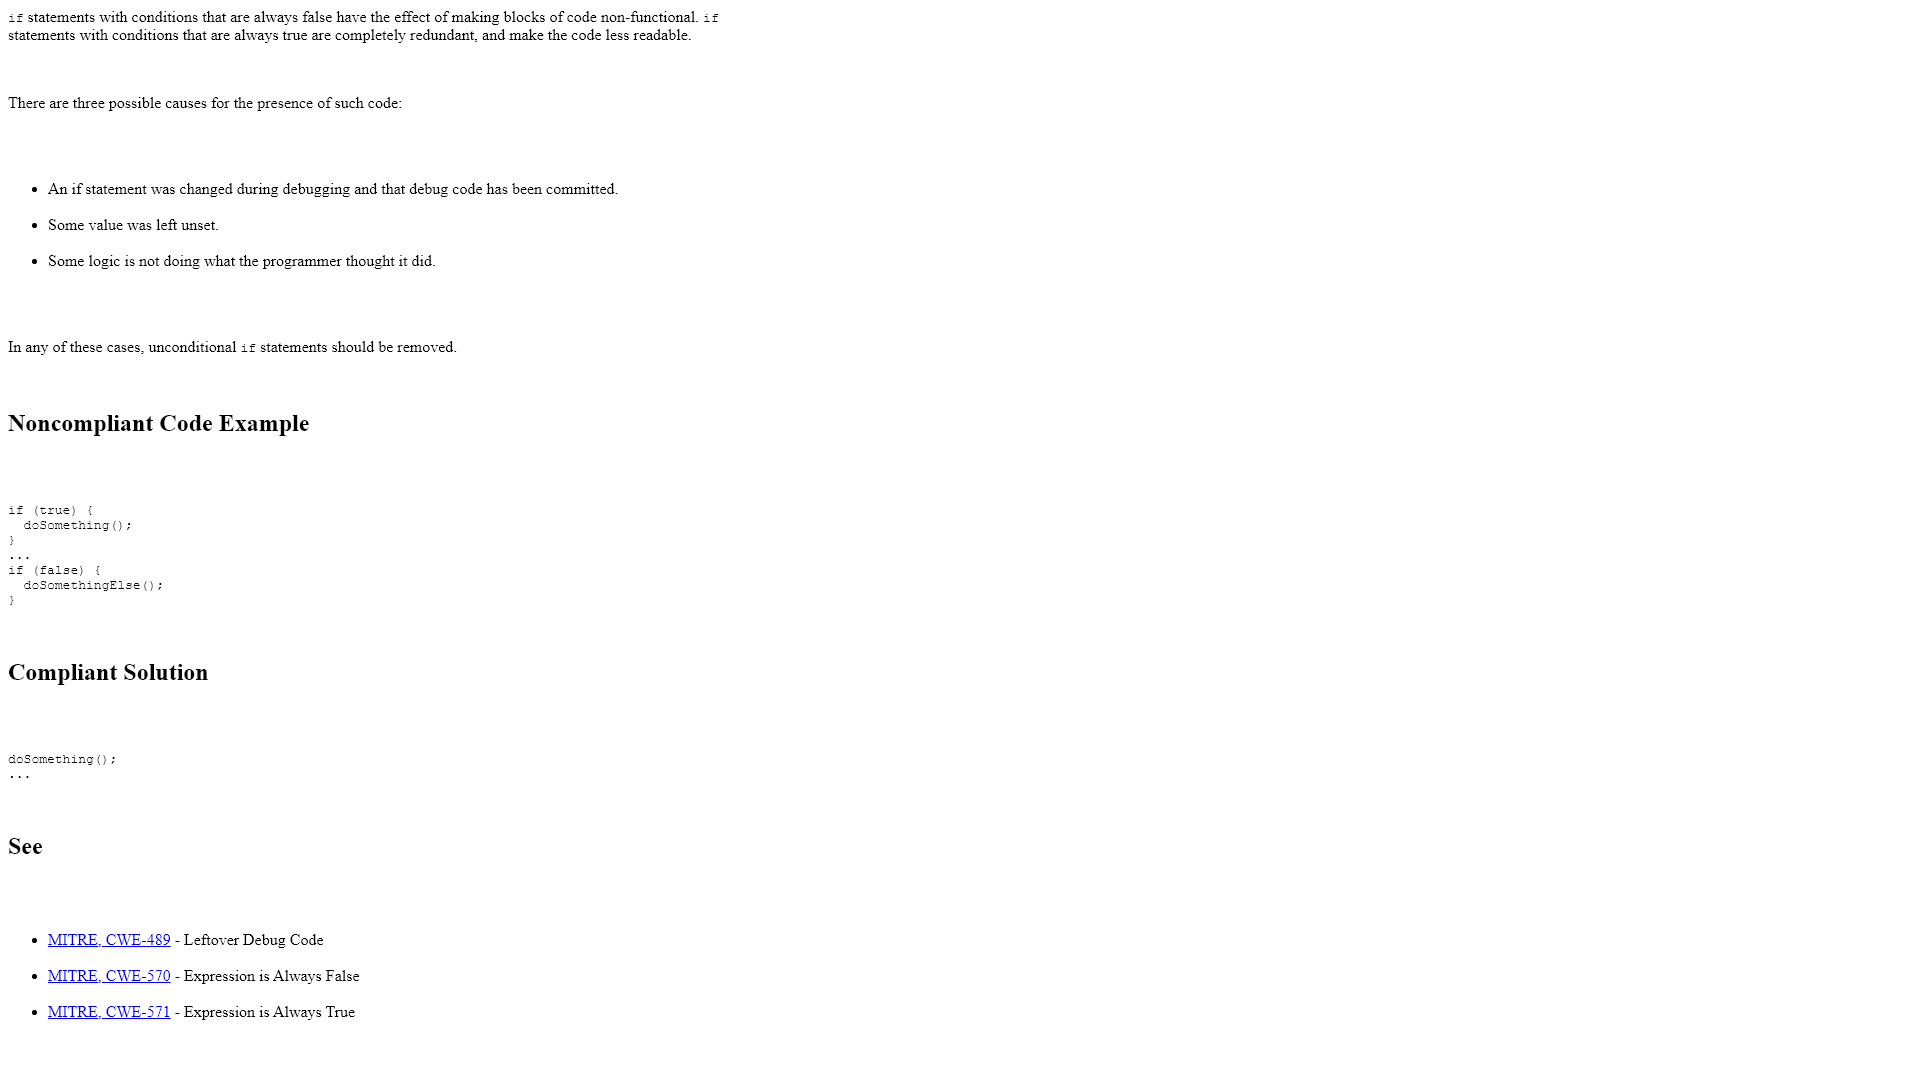 if statements with conditions that are always false have the effect of making blocks of code non-functional. if
statements with conditions that are always true are completely redundant, and make the code less readable.
There are three possible causes for the presence of such code:
• An if statement was changed during debugging and that debug code has been committed.
• Some value was left unset.
• Some logic is not doing what the programmer thought it did.
In any of these cases, unconditional if statements should be removed.
Noncompliant Code Example
if (true) {
  doSomething();
}
...
if (false) {
  doSomethingElse();
}
Compliant Solution
doSomething();
...
See
• MITRE, CWE-489 - Leftover Debug Code
• MITRE, CWE-570 - Expression is Always False
• MITRE, CWE-571 - Expression is Always True